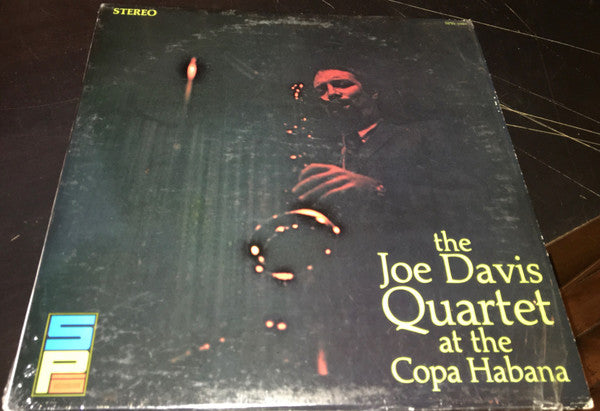 STEREO
the
Joe Davis
Quartet
at the
Copa Habana
SP